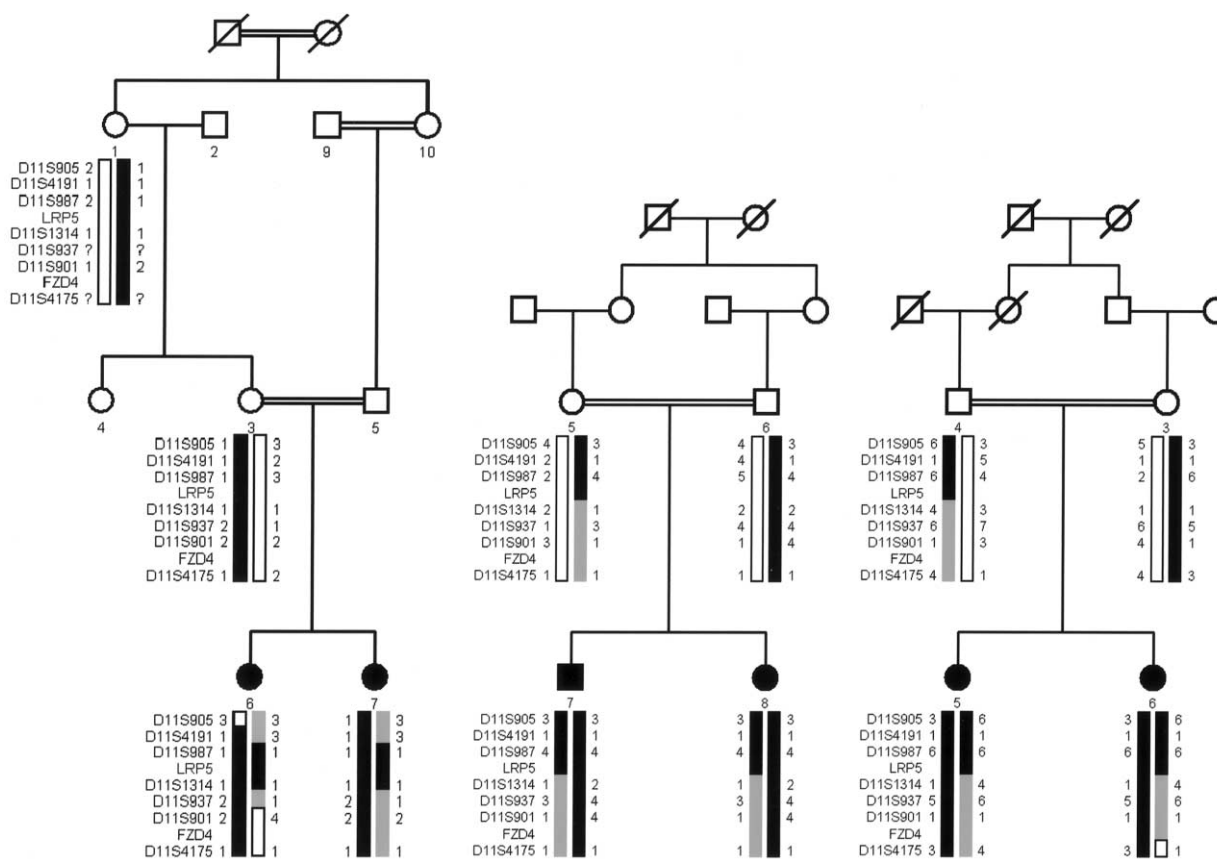 1 2 9 10
D11S905 2 1
D11S4191 1 1
D11S987 2 1
LRP5
D11S1314 1 1
D11S937 ? ?
D11S901 1 2
FZD4
D11S4175 ? ?
4 3 5 5 6 4 3
D11S905 1 3 D11S905 4 3 4 3 D11S905 6 3 5 3
D11S4191 1 2 D11S4191 2 1 4 1 D11S4191 1 5 1 1
D11S987 1 3 D11S987 2 4 5 4 D11S987 6 4 2 6
LRP5 LRP5 LRP5
D11S1314 1 1 D11S1314 2 1 2 2 D11S1314 4 3 1 1
D11S937 2 1 D11S937 1 3 4 4 D11S937 6 7 6 5
D11S901 2 2 D11S901 3 1 1 4 D11S901 1 3 4 1
FZD4 FZD4 FZD4
D11S4175 1 2 D11S4175 1 1 1 1 D11S4175 4 1 4 3
6 7 7 8 5 6
D11S905 3 3 1 3 D11S905 3 3 3 3 D11S905 3 6 3 6
D11S4191 1 3 1 3 D11S4191 1 1 1 1 D11S4191 1 1 1 1
D11S987 1 1 1 1 D11S987 4 4 4 4 D11S987 6 6 6 6
LRP5 LRP5 LRP5
D11S1314 1 1 1 1 D11S1314 1 2 1 2 D11S1314 1 4 1 4
D11S937 2 1 2 1 D11S937 3 4 3 4 D11S937 5 6 5 6
D11S901 2 4 2 2 D11S901 1 4 1 4 D11S901 1 1 1 1
FZD4 FZD4 FZD4
D11S4175 1 1 1 1 D11S4175 1 1 1 1 D11S4175 3 4 3 1